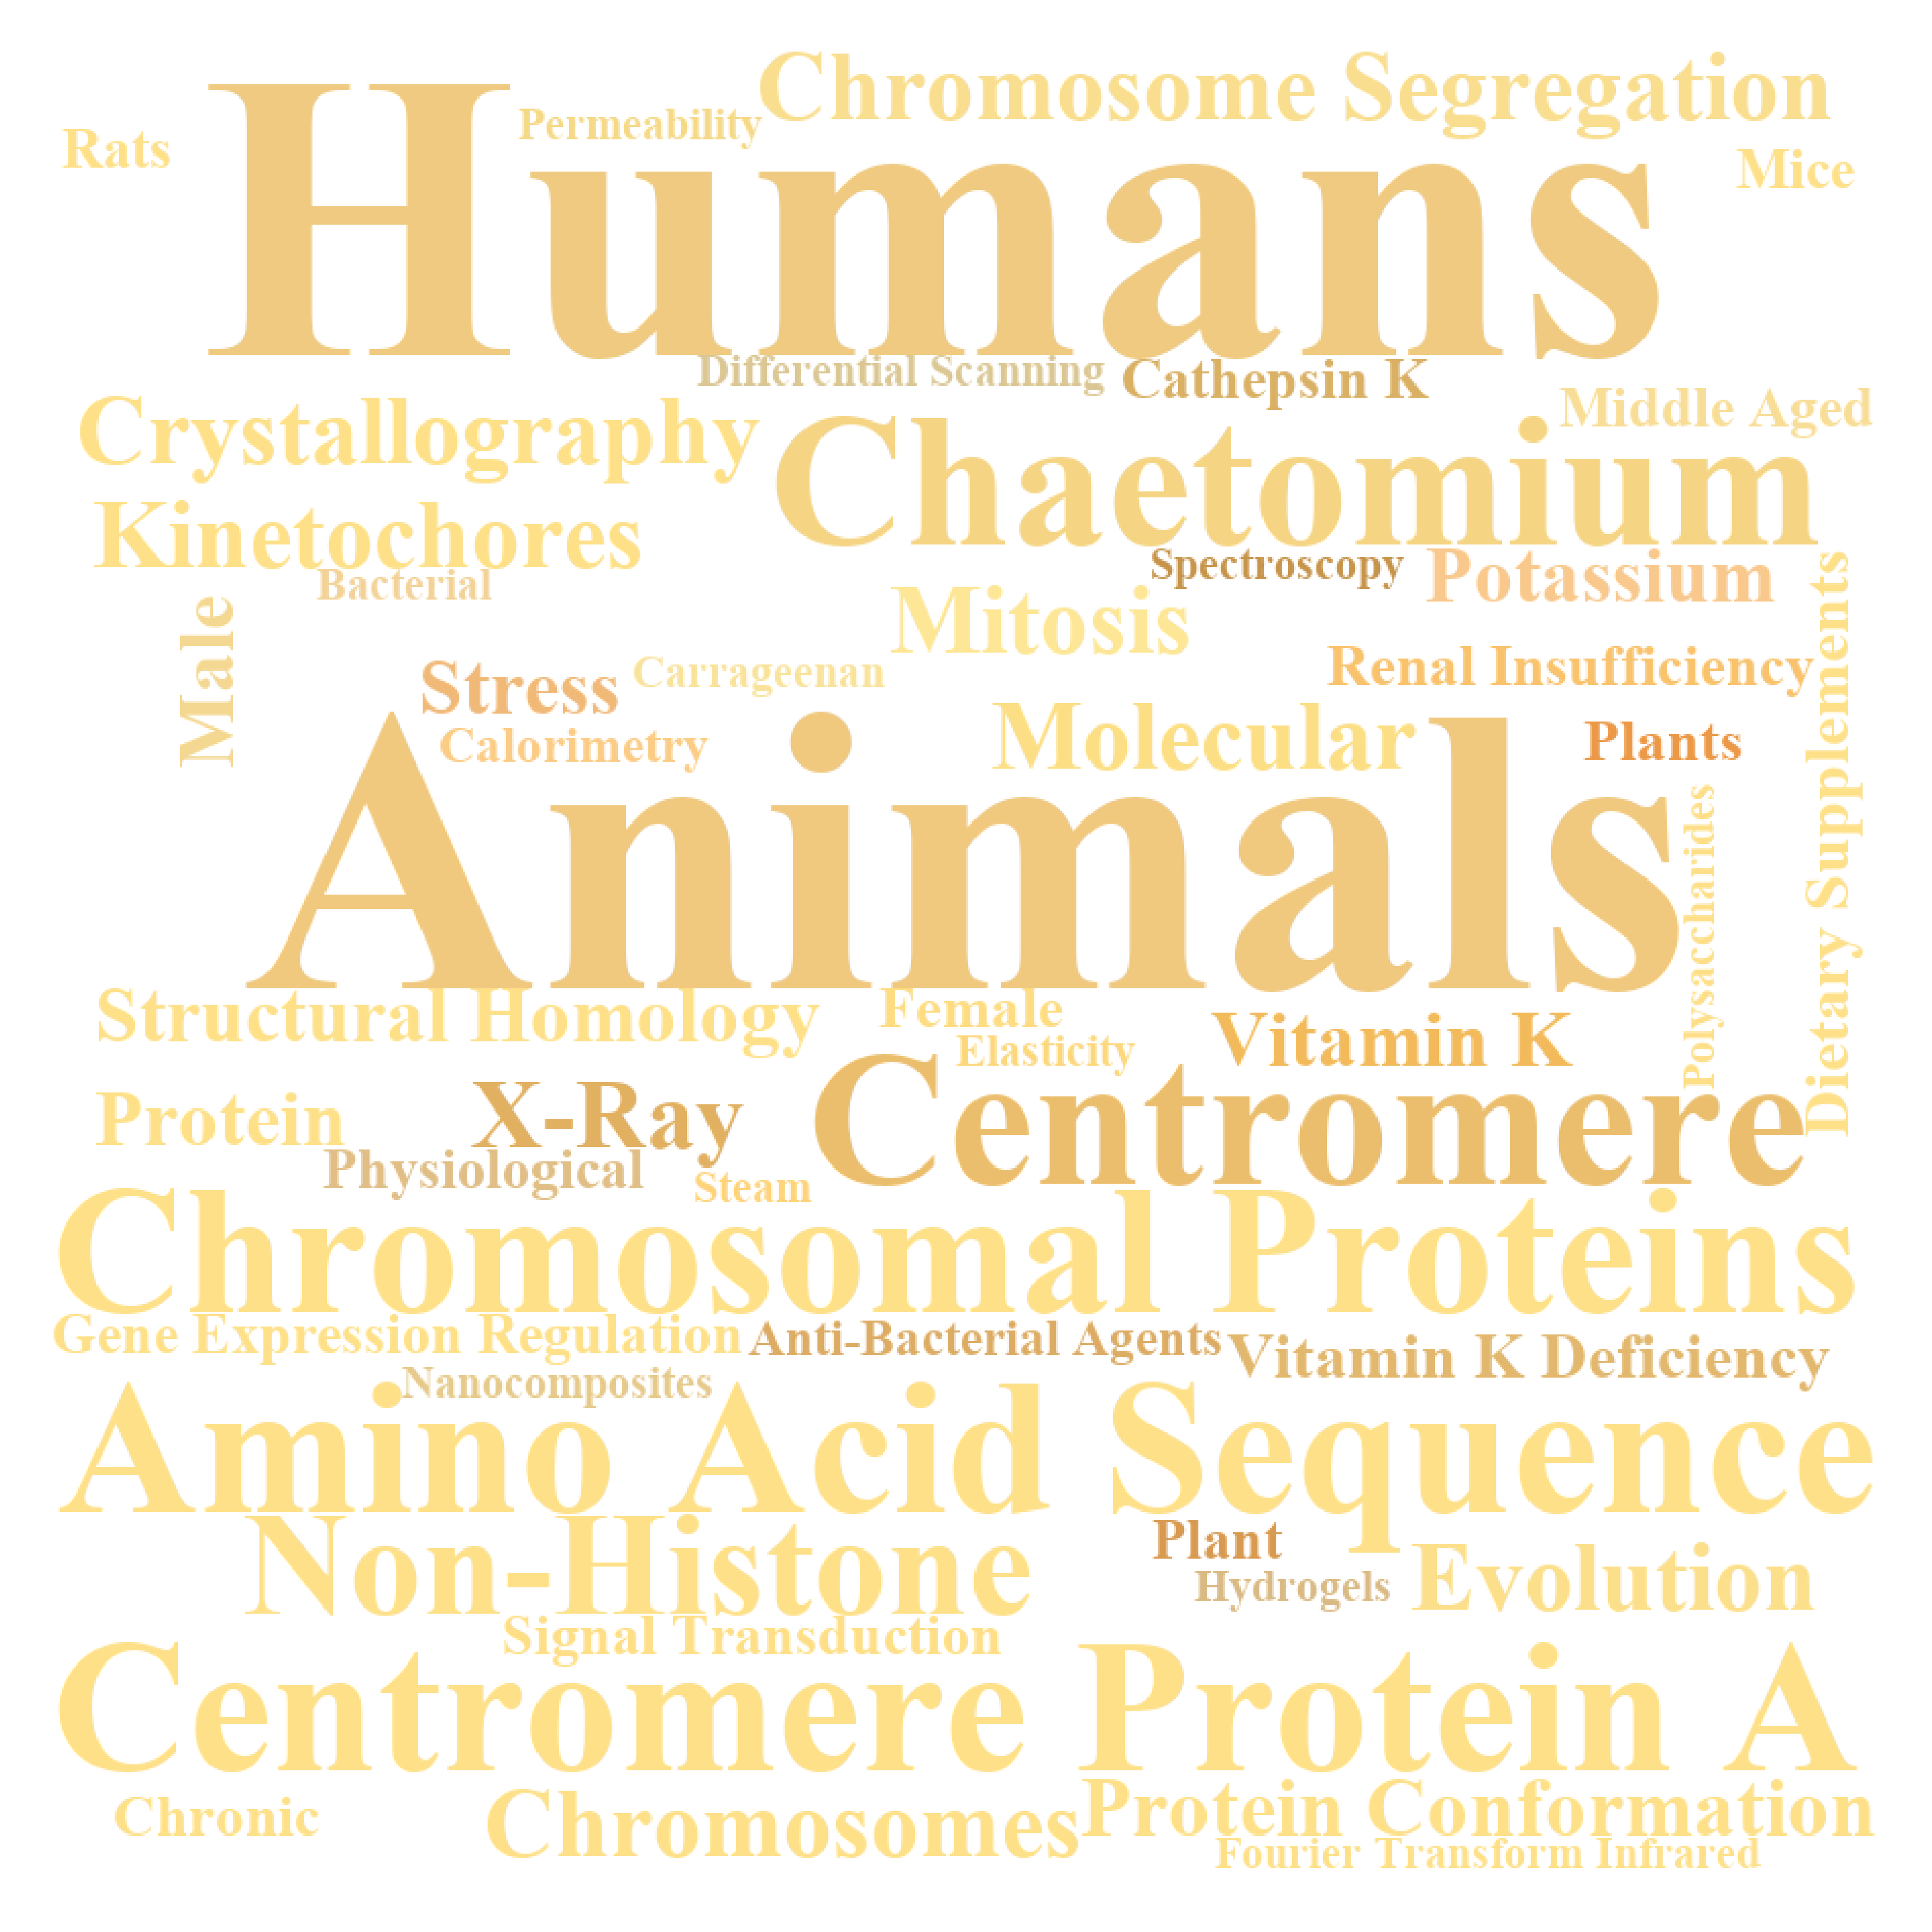 Chromosome Segregation
Permeability
Rats
Mice
Humans
Differential Scanning
Cathepsin K
Middle Aged
Crystallography
Chaetomium
Kinetochores
Spectroscopy
Potassium
Bacterial
Male
Mitosis
Dietary Supplements
Stress
Carrageenan
Renal Insufficiency
Calorimetry
Molecular
Plants
Animals
Polysaccharides
Structural Homology
Female
Vitamin K
Elasticity
Protein
X-Ray
Centromere
Physiological
Steam
Chromosomal Proteins
Gene Expression Regulation
Anti-Bacterial Agents
Vitamin K Deficiency
Nanocomposites
Amino Acid Sequence
Non-Histone
Plant
Hydrogels
Evolution
Signal Transduction
Centromere Protein A
Chronic
Chromosomes
Protein Conformation
Fourier Transform Infrared